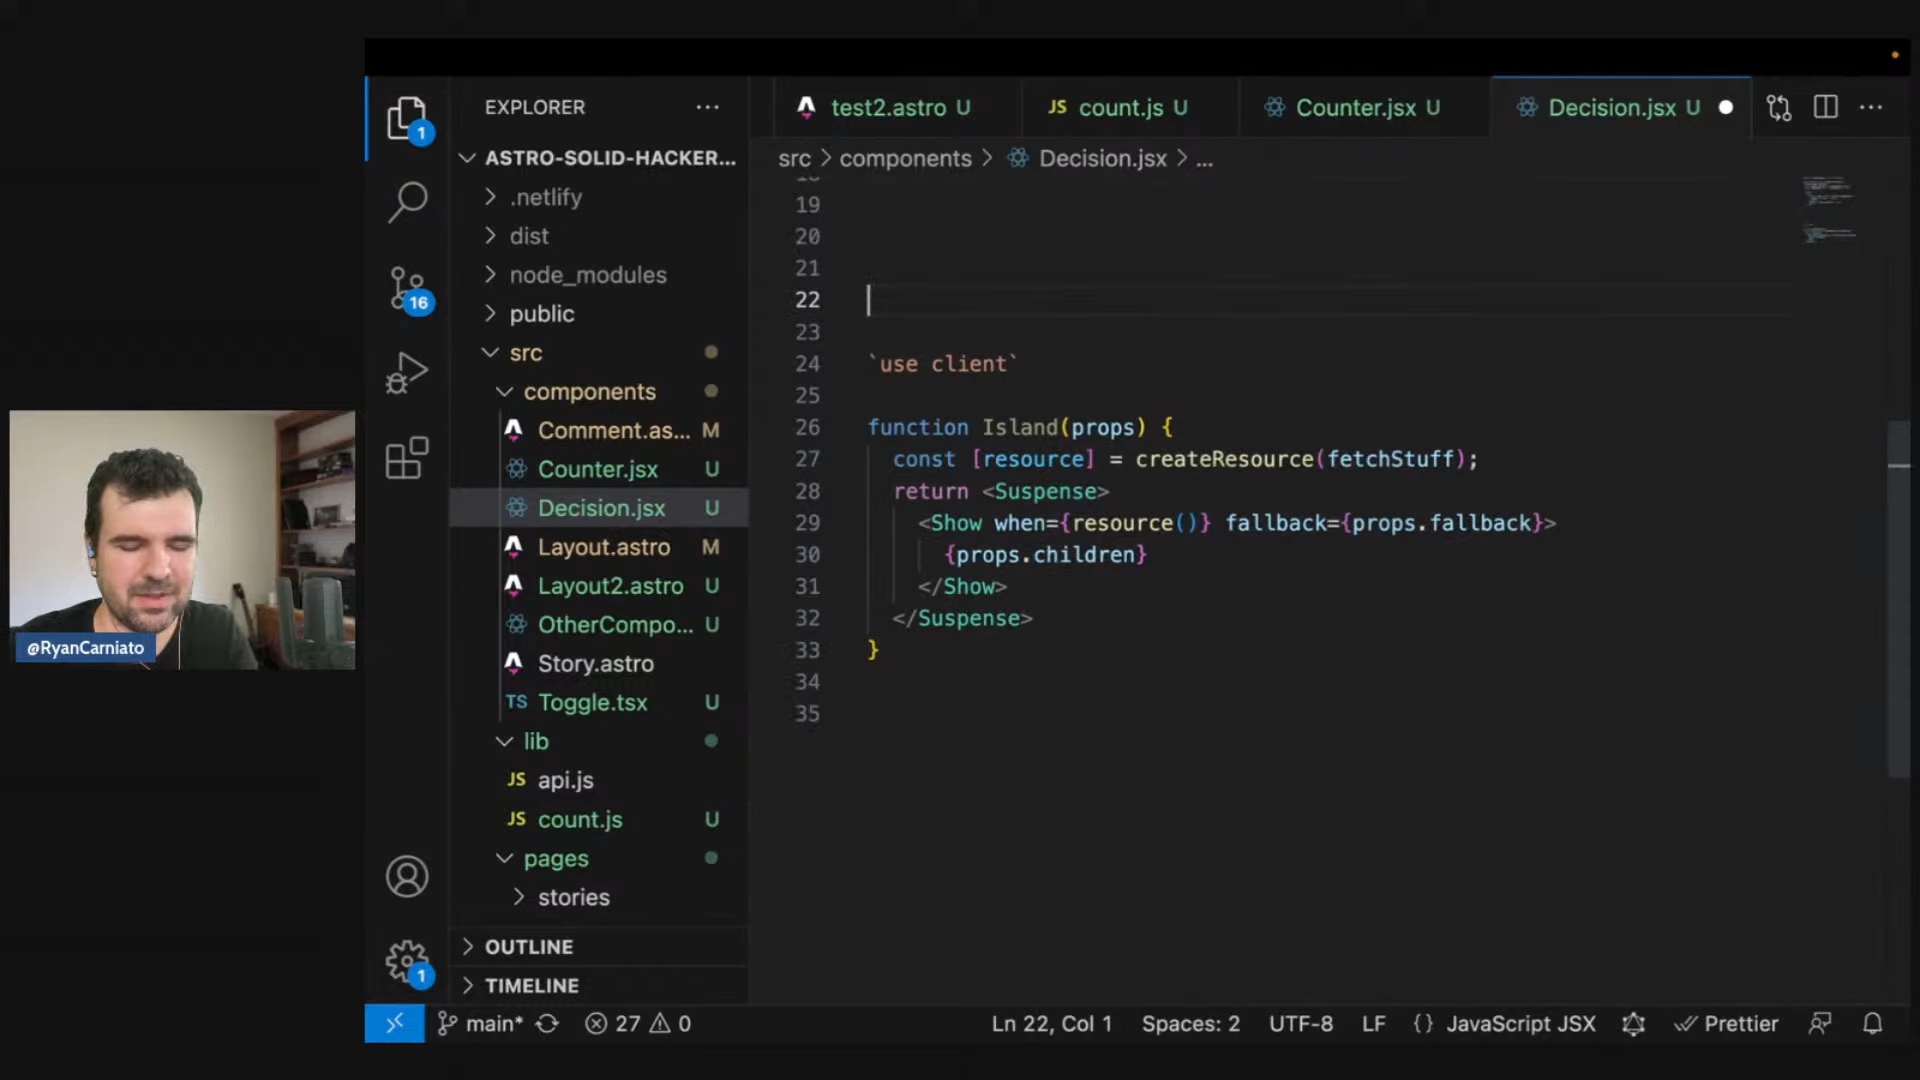 EXPLORER ···
test2.astro U
JS count.js U
Counter.jsx U
Decision.jsx U
···
ASTRO-SOLID-HACKER...
src > components > Decision.jsx > ...
.netlify
dist
node_modules
public
src
components
Comment.as... M
Counter.jsx U
Decision.jsx U
Layout.astro M
Layout2.astro U
OtherCompo... U
Story.astro
TS Toggle.tsx U
lib
JS api.js
JS count.js U
pages
stories
OUTLINE
TIMELINE
1
16
1
18
19
20
21
22
23
24 `use client`
25
26 function Island(props) {
27 const [resource] = createResource(fetchStuff);
28 return <Suspense>
29 <Show when={resource()} fallback={props.fallback}>
30 {props.children}
31 </Show>
32 </Suspense>
33 }
34
35
@RyanCarniato
main* 27 0
Ln 22, Col 1 Spaces: 2 UTF-8 LF {} JavaScript JSX Prettier